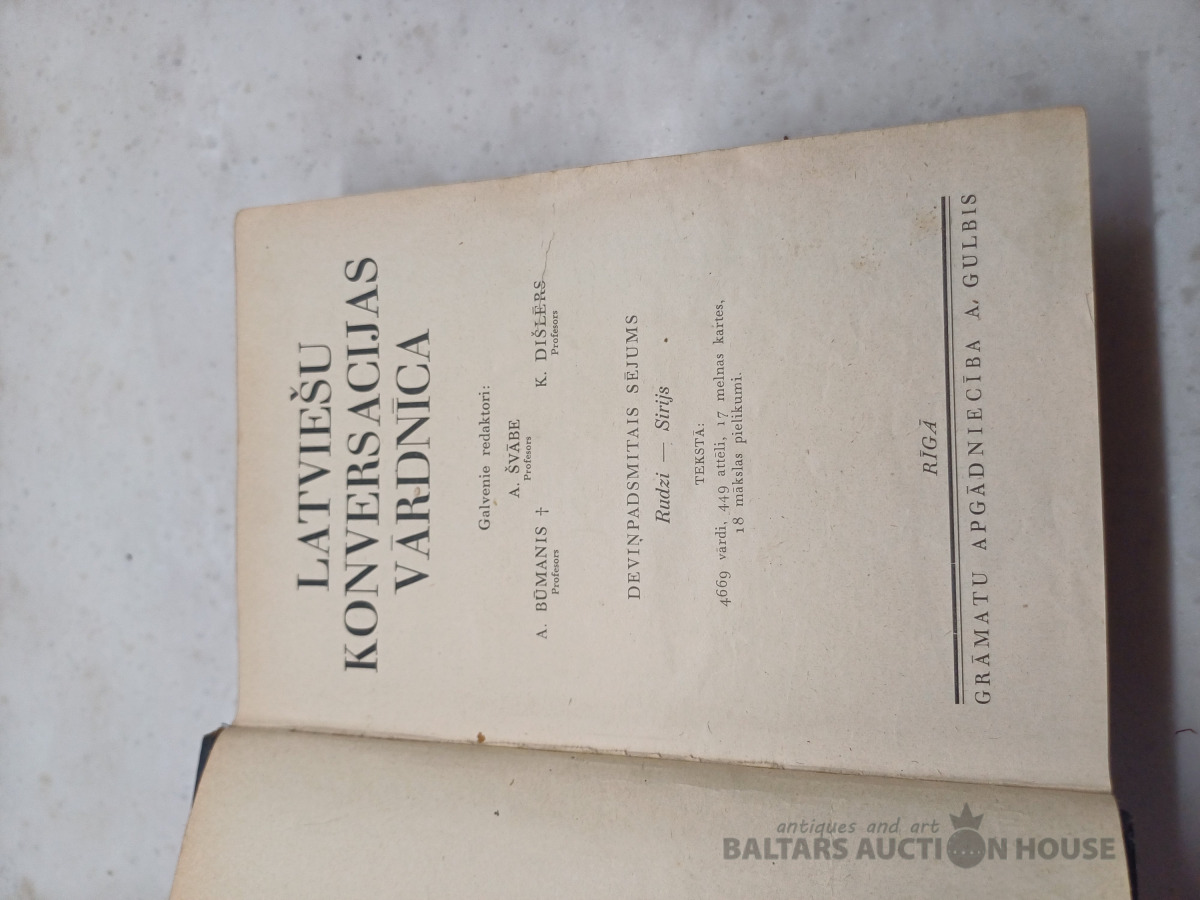 LATVIEŠU
KONVERSACIJAS
VĀRDNĪCA
Galvenie redaktori:
A. ŠVĀBE
Profesors
A. BŪMANIS † K. DIŠLĒRS
Profesors Profesors
DEVIŅPADSMITAIS SĒJUMS
Rudzi — Sirijs
TEKSTĀ:
4669 vārdi, 449 attēli, 17 melnas kartes,
18 mākslas pielikumi.
RĪGĀ
GRĀMATU APGĀDNIECĪBA A. GULBIS
antiques and art
BALTARS AUCTION HOUSE